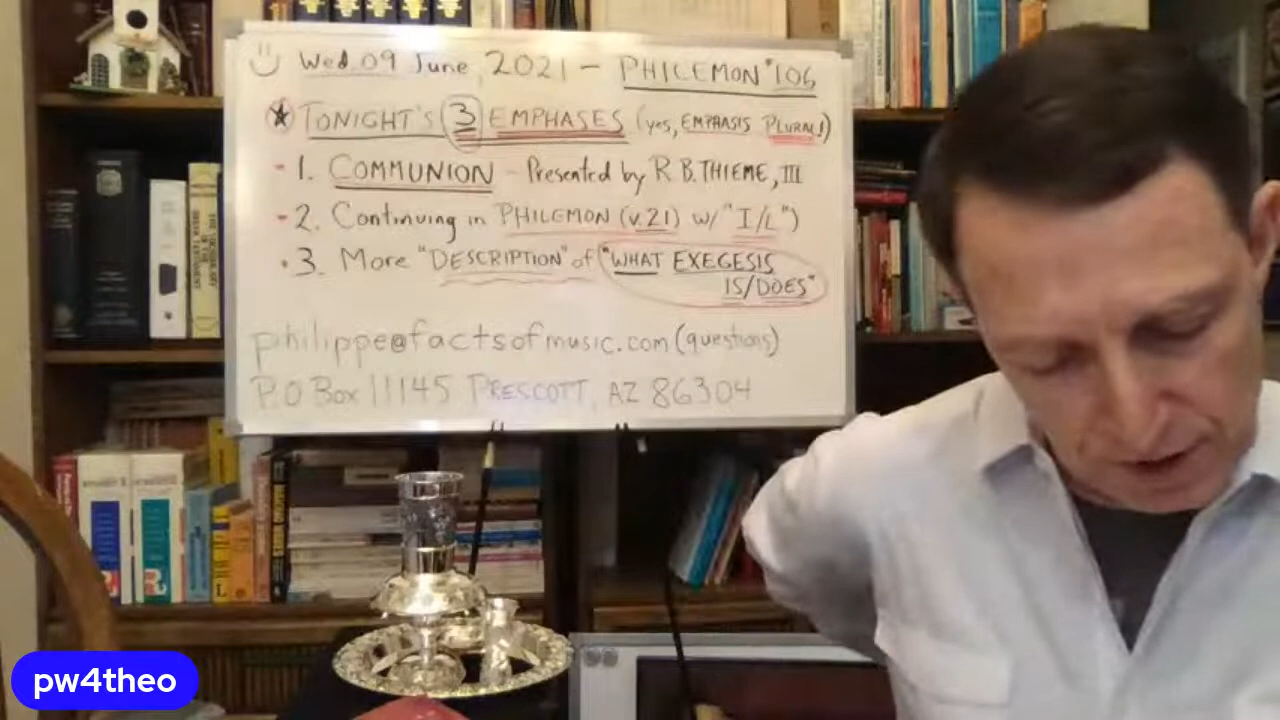 Wed. 09 June, 2021 - PHILEMON #106
TONIGHT'S 3 EMPHASES (yes, EMPHASIS PLURAL!)
- 1. COMMUNION - Presented by R.B. THIEME, III
- 2. Continuing in PHILEMON (v.21) w/ "I/L")
• 3. More "DESCRIPTION" of "WHAT EXEGESIS
IS/DOES"
philippe@factsofmusic.com (questions)
P.O Box 11145 PRESCOTT, AZ 86304
pw4theo